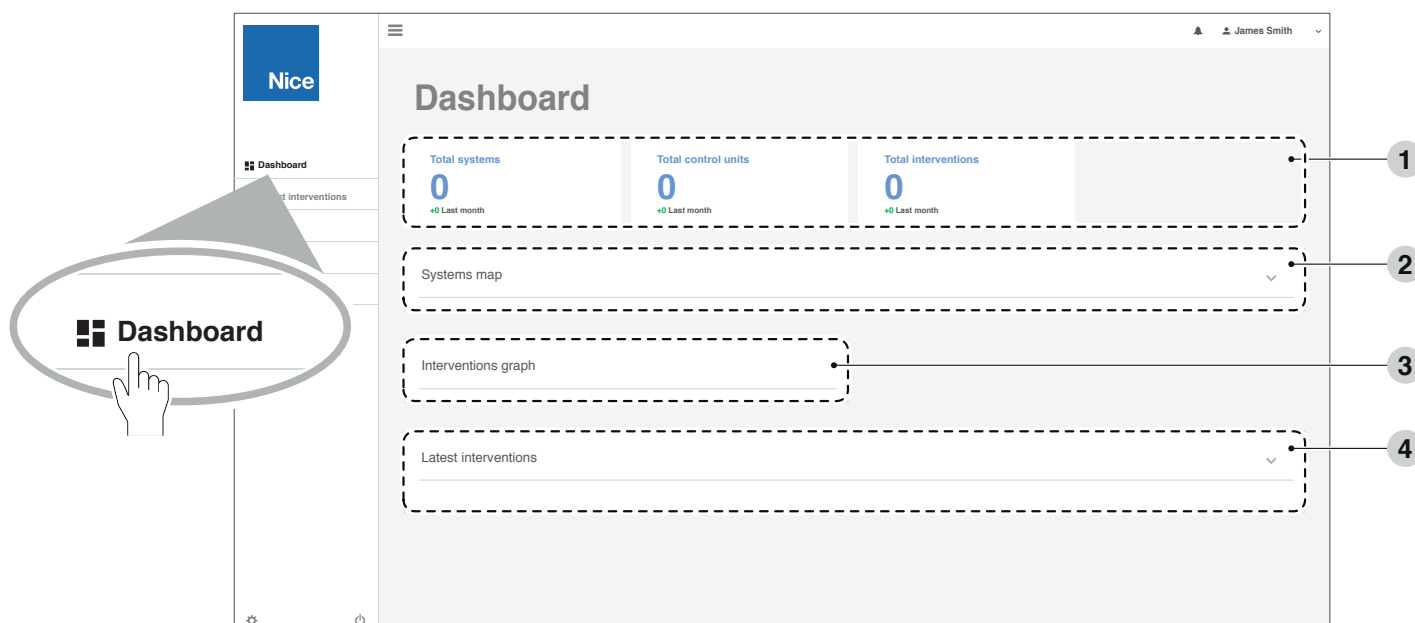 Nice
James Smith
Dashboard
Total systems
0
+0 Last month
Total control units
0
+0 Last month
Total interventions
0
+0 Last month
1
Systems map
2
Interventions graph
3
Latest interventions
4
Dashboard
interventions
Dashboard